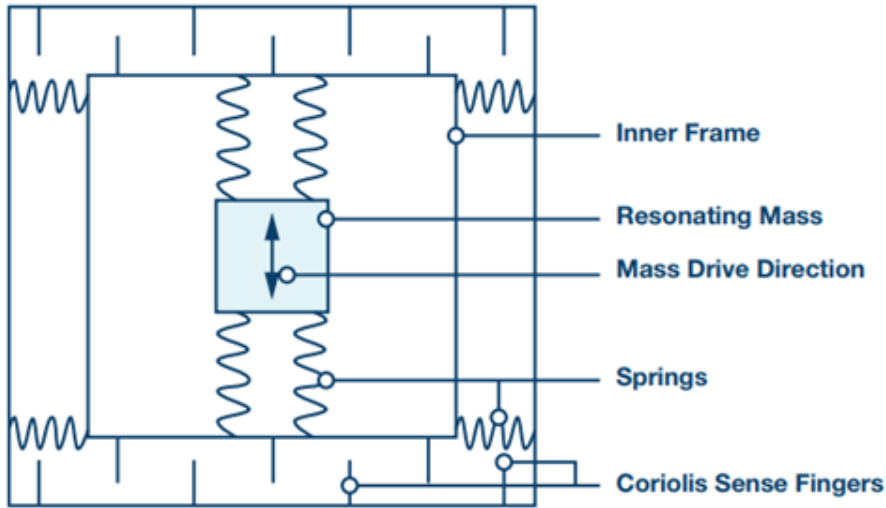 Inner Frame
Resonating Mass
Mass Drive Direction
Springs
Coriolis Sense Fingers